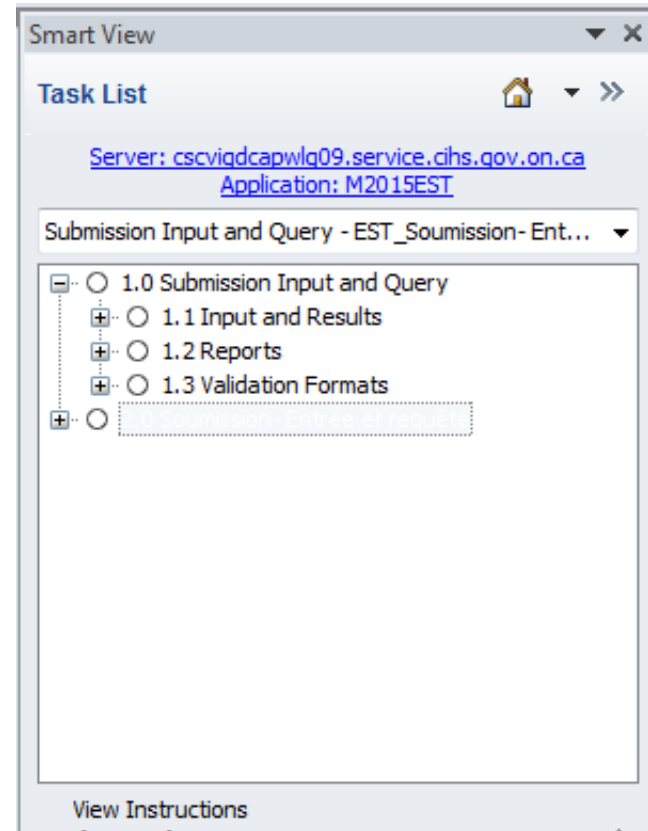 Smart View
Task List
Server: cscvigdcapwlg09.service.cihs.gov.on.ca
Application: M2015EST
Submission Input and Query - EST_Soumission- Ent...
1.0 Submission Input and Query
1.1 Input and Results
1.2 Reports
1.3 Validation Formats
2.0 Soumission- Entrée et requête
View Instructions